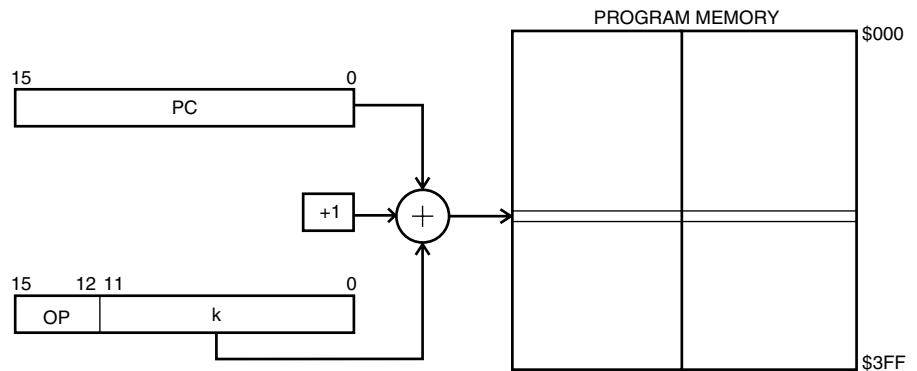 PROGRAM MEMORY
$000
15 0
PC
+1
+
15 12 11 0
OP k
$3FF